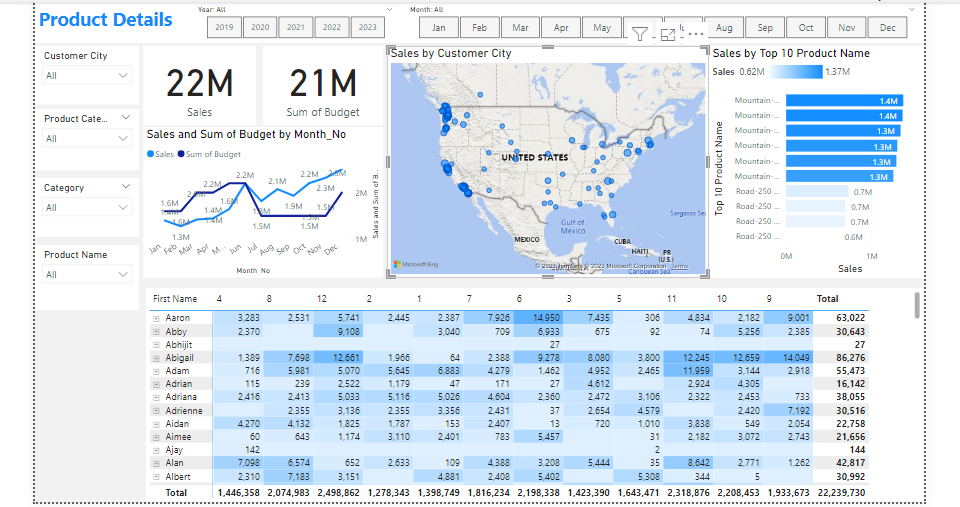 Product Details
Year: All
2019 2020 2021 2022 2023
Month: All
Jan Feb Mar Apr May Jul Aug Sep Oct Nov Dec
Customer City
All
Product Cate...
All
Category
All
Product Name
All
22M
Sales
21M
Sum of Budget
Sales and Sum of Budget by Month_No
Sales Sum of Budget
1.6M
1.6M
1.3M
2.2M
1.4M
1.4M
1.6M
2.2M
1.5M
2.1M
1.9M
2.2M
1.5M
2.3M
1.5M
2M
1M
Sales and Sum of B...
Jan Feb Mar Apr M... Jun Jul Aug Sep Oct Nov Dec
Month_No
Sales by Customer City
UNITED STATES
MEXICO
Gulf of
Mexico
CUBA
HAITI
PR
(U.S.)
Sargasso Se
Caribbean Sea
Microsoft Bing
© 2023 Microsoft Corporation Terms
Sales by Top 10 Product Name
Sales 0.62M 1.37M
Top 10 Product Name
Mountain-... 1.4M
Mountain-... 1.4M
Mountain-... 1.3M
Mountain-... 1.3M
Mountain-... 1.3M
Mountain-... 1.3M
Road-250 ... 0.7M
Road-250 ... 0.7M
Road-250 ... 0.7M
Road-250 ... 0.6M
0M 1M
Sales
First Name 4 8 12 2 1 7 6 3 5 11 10 9 Total
Aaron 3,283 2,531 5,741 2,445 2,387 7,926 14,950 7,435 306 4,834 2,182 9,001 63,022
Abby 2,370 9,108 3,040 709 6,933 675 92 74 5,256 2,385 30,643
Abhijit 27 27
Abigail 1,389 7,698 12,661 1,966 64 2,388 9,278 8,080 3,800 12,245 12,659 14,049 86,276
Adam 716 5,981 5,070 5,645 6,883 4,279 1,462 4,952 2,465 11,959 3,144 2,918 55,473
Adrian 115 239 2,522 1,179 47 171 27 4,612 2,924 4,305 16,142
Adriana 2,416 2,413 5,033 5,116 5,026 4,604 2,360 2,472 3,106 2,322 2,453 733 38,055
Adrienne 2,355 3,136 2,355 3,356 2,431 37 2,654 4,579 2,420 7,192 30,516
Aidan 4,270 4,132 1,825 1,787 153 2,407 13 720 1,010 3,838 549 2,054 22,758
Aimee 60 643 1,174 3,110 2,401 783 5,457 31 2,182 3,072 2,743 21,656
Ajay 142 2 144
Alan 7,098 6,574 652 2,633 109 4,388 3,208 5,444 35 8,642 2,771 1,262 42,817
Albert 2,310 7,183 3,151 4,881 2,408 5,402 5,308 344 5 30,992
Total 1,446,358 2,074,983 2,498,862 1,278,343 1,398,749 1,816,234 2,198,338 1,423,390 1,643,471 2,318,876 2,208,453 1,933,673 22,239,730